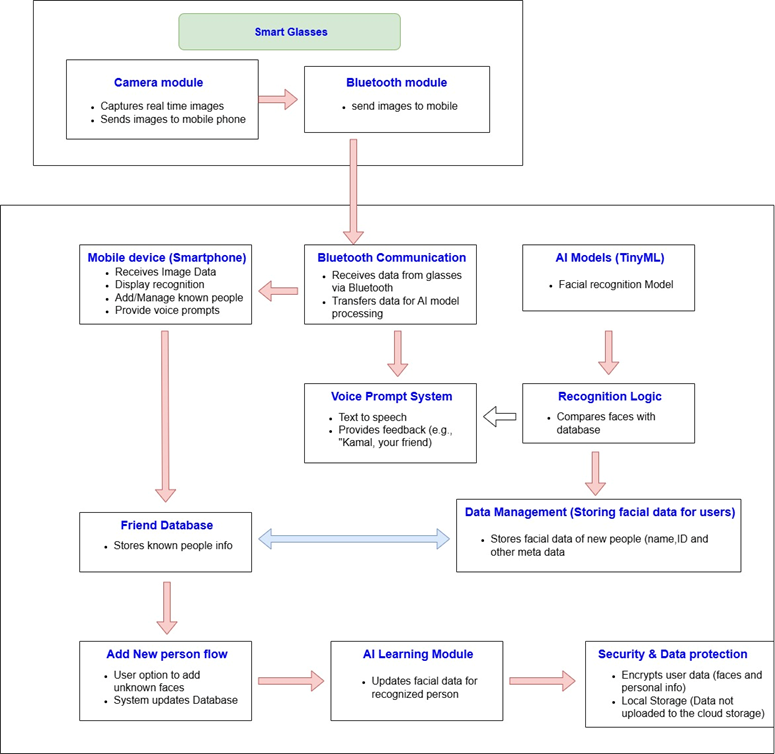 Smart Glasses
Camera module
• Captures real time images
• Sends images to mobile phone
Bluetooth module
• send images to mobile
Mobile device (Smartphone)
• Receives Image Data
• Display recognition
• Add/Manage known people
• Provide voice prompts
Bluetooth Communication
• Receives data from glasses
via Bluetooth
• Transfers data for AI model
processing
AI Models (TinyML)
• Facial recognition Model
Voice Prompt System
• Text to speech
• Provides feedback (e.g.,
"Kamal, your friend)
Recognition Logic
• Compares faces with
database
Friend Database
• Stores known people info
Data Management (Storing facial data for users)
• Stores facial data of new people (name,ID and
other meta data
Add New person flow
• User option to add
unknown faces
• System updates Database
AI Learning Module
• Updates facial data for
recognized person
Security & Data protection
• Encrypts user data (faces and
personal info)
• Local Storage (Data not
uploaded to the cloud storage)